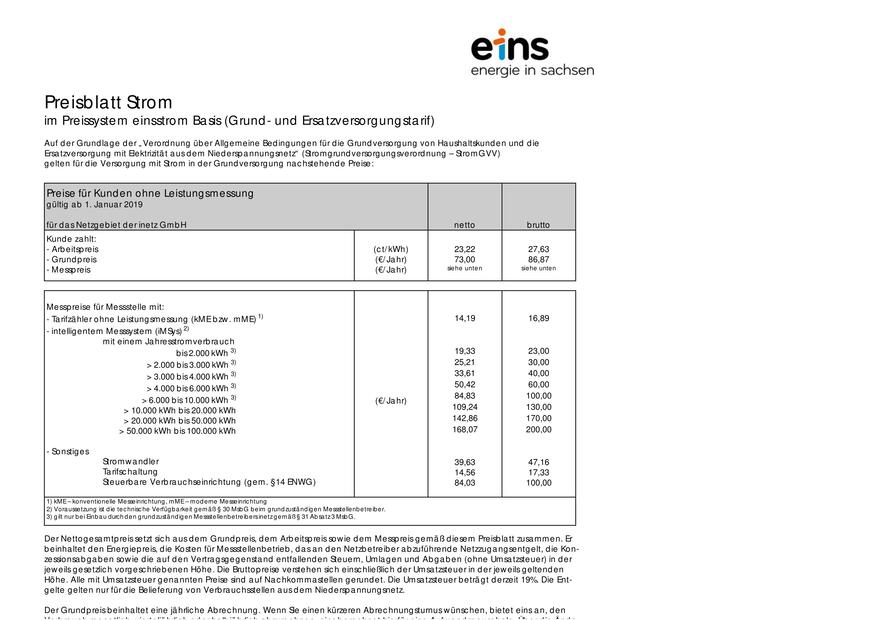 eins
energie in sachsen
Preisblatt Strom
im Preissystem einsstrom Basis (Grund- und Ersatzversorgungstarif)
Auf der Grundlage der „Verordnung über Allgemeine Bedingungen für die Grundversorgung von Haushaltskunden und die
Ersatzversorgung mit Elektrizität aus dem Niederspannungsnetz“ (Stromgrundversorgungsverordnung – StromGVV)
gelten für die Versorgung mit Strom in der Grundversorgung nachstehende Preise:
Preise für Kunden ohne Leistungsmessung
gültig ab 1. Januar 2019
für das Netzgebiet der inetz GmbH netto brutto
Kunde zahlt:
- Arbeitspreis (ct/kWh) 23,22 27,63
- Grundpreis (€/Jahr) 73,00 86,87
- Messpreis (€/Jahr) siehe unten siehe unten
Messpreise für Messstelle mit:
- Tarifzähler ohne Leistungsmessung (kME bzw. mME) 1) 14,19 16,89
- intelligentem Messsystem (iMSys) 2)
mit einem Jahresstromverbrauch
bis 2.000 kWh 3) 19,33 23,00
> 2.000 bis 3.000 kWh 3) 25,21 30,00
> 3.000 bis 4.000 kWh 3) 33,61 40,00
> 4.000 bis 6.000 kWh 3) 50,42 60,00
> 6.000 bis 10.000 kWh 3) (€/Jahr) 84,83 100,00
> 10.000 kWh bis 20.000 kWh 109,24 130,00
> 20.000 kWh bis 50.000 kWh 142,86 170,00
> 50.000 kWh bis 100.000 kWh 168,07 200,00
- Sonstiges
Stromwandler 39,63 47,16
Tarifschaltung 14,56 17,33
Steuerbare Verbrauchseinrichtung (gem. §14 ENWG) 84,03 100,00
1) kME – konventionelle Messeinrichtung, mME – moderne Messeinrichtung
2) Voraussetzung ist die technische Verfügbarkeit gemäß § 30 MsbG beim grundzuständigen Messstellenbetreiber.
3) gilt nur bei Einbau durch den grundzuständigen Messstellenbetreiber inetz gemäß § 31 Absatz 3 MsbG.
Der Nettogesamtpreis setzt sich aus dem Grundpreis, dem Arbeitspreis sowie dem Messpreis gemäß diesem Preisblatt zusammen. Er
beinhaltet den Energiepreis, die Kosten für Messstellenbetrieb, das an den Netzbetreiber abzuführende Netzzugangsentgelt, die Kon-
zessionsabgaben sowie die auf den Vertragsgegenstand entfallenden Steuern, Umlagen und Abgaben (ohne Umsatzsteuer) in der
jeweils gesetzlich vorgeschriebenen Höhe. Die Bruttopreise verstehen sich einschließlich der Umsatzsteuer in der jeweils geltenden
Höhe. Alle mit Umsatzsteuer genannten Preise sind auf Nachkommastellen gerundet. Die Umsatzsteuer beträgt derzeit 19%. Die Ent-
gelte gelten nur für die Belieferung von Verbrauchsstellen aus dem Niederspannungsnetz.
Der Grundpreis beinhaltet eine jährliche Abrechnung. Wenn Sie einen kürzeren Abrechnungsturnus wünschen, bietet eins an, den